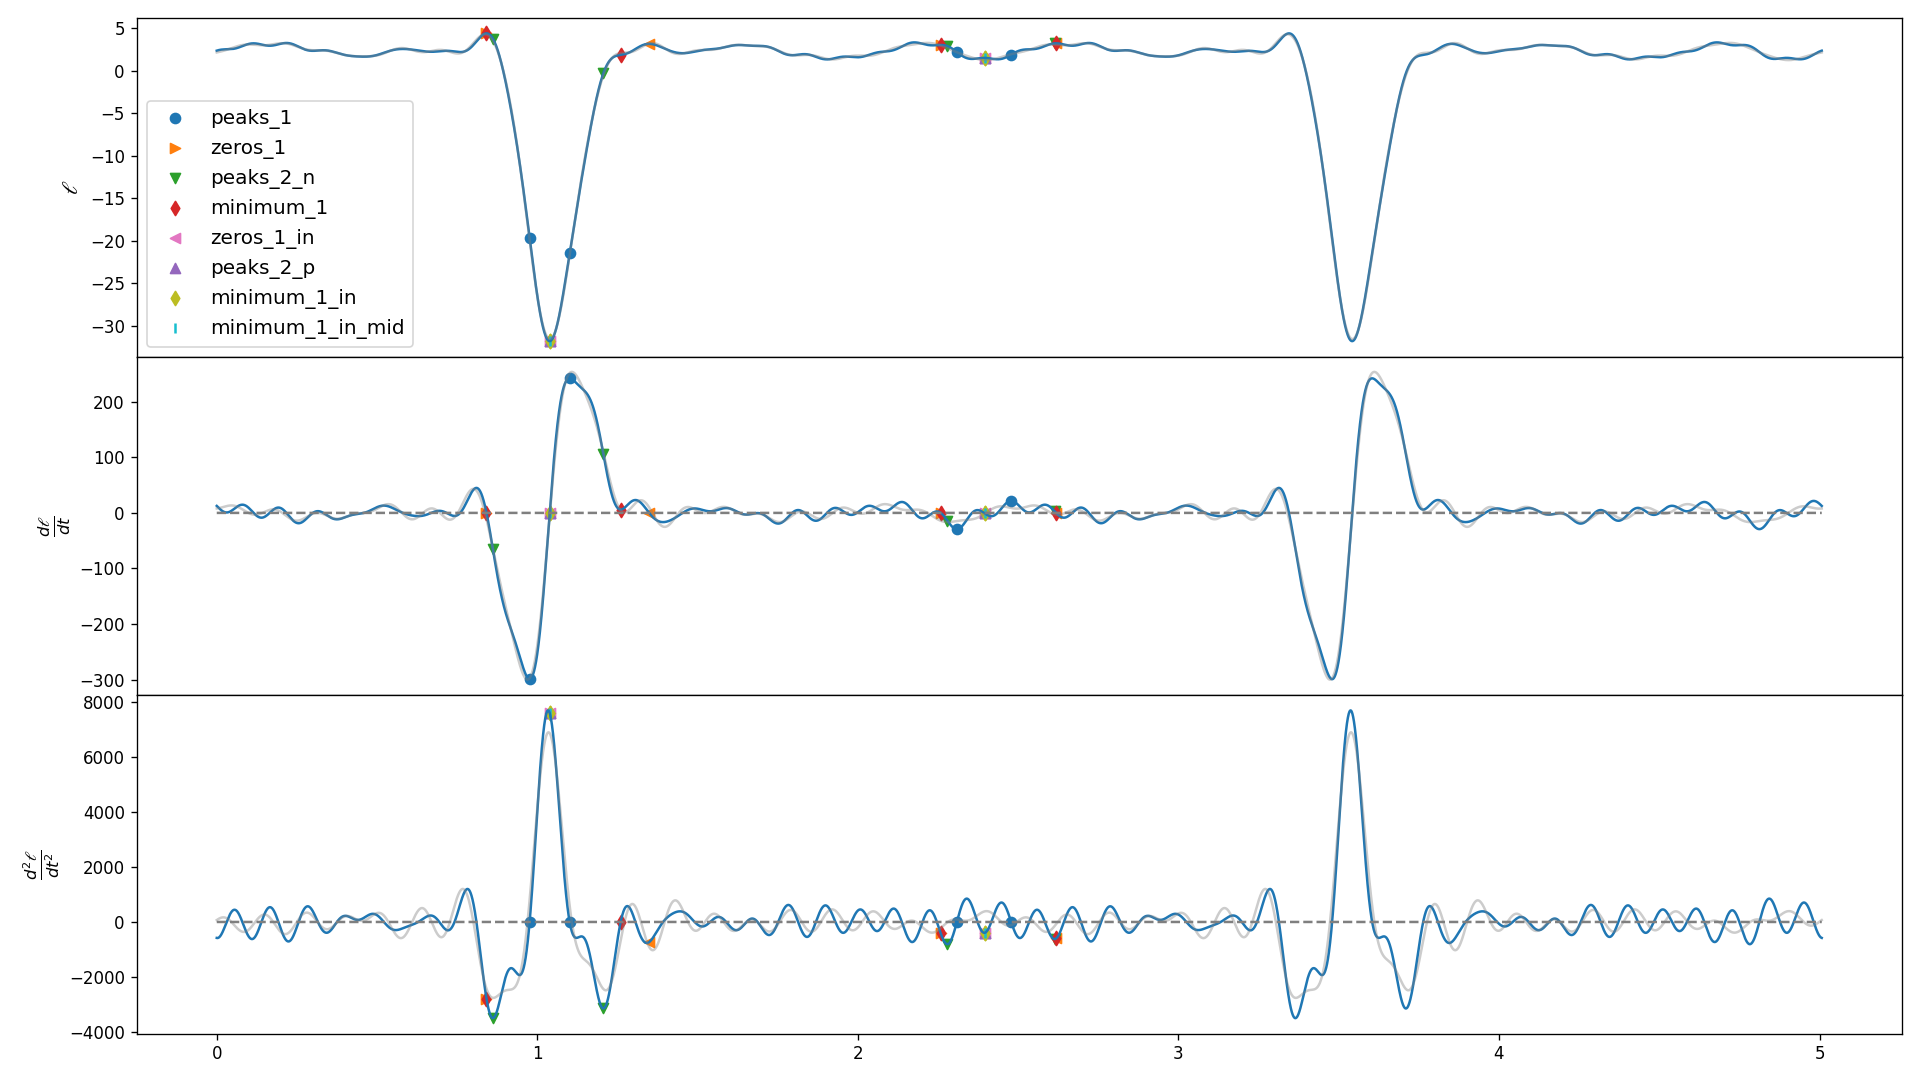 5
0
−5
−10
−15
−20
−25
−30
ℓ
peaks_1
zeros_1
peaks_2_n
minimum_1
zeros_1_in
peaks_2_p
minimum_1_in
minimum_1_in_mid
200
100
0
−100
−200
−300
dℓ
dt
8000
6000
4000
2000
0
−2000
−4000
d²ℓ
dt²
0 1 2 3 4 5